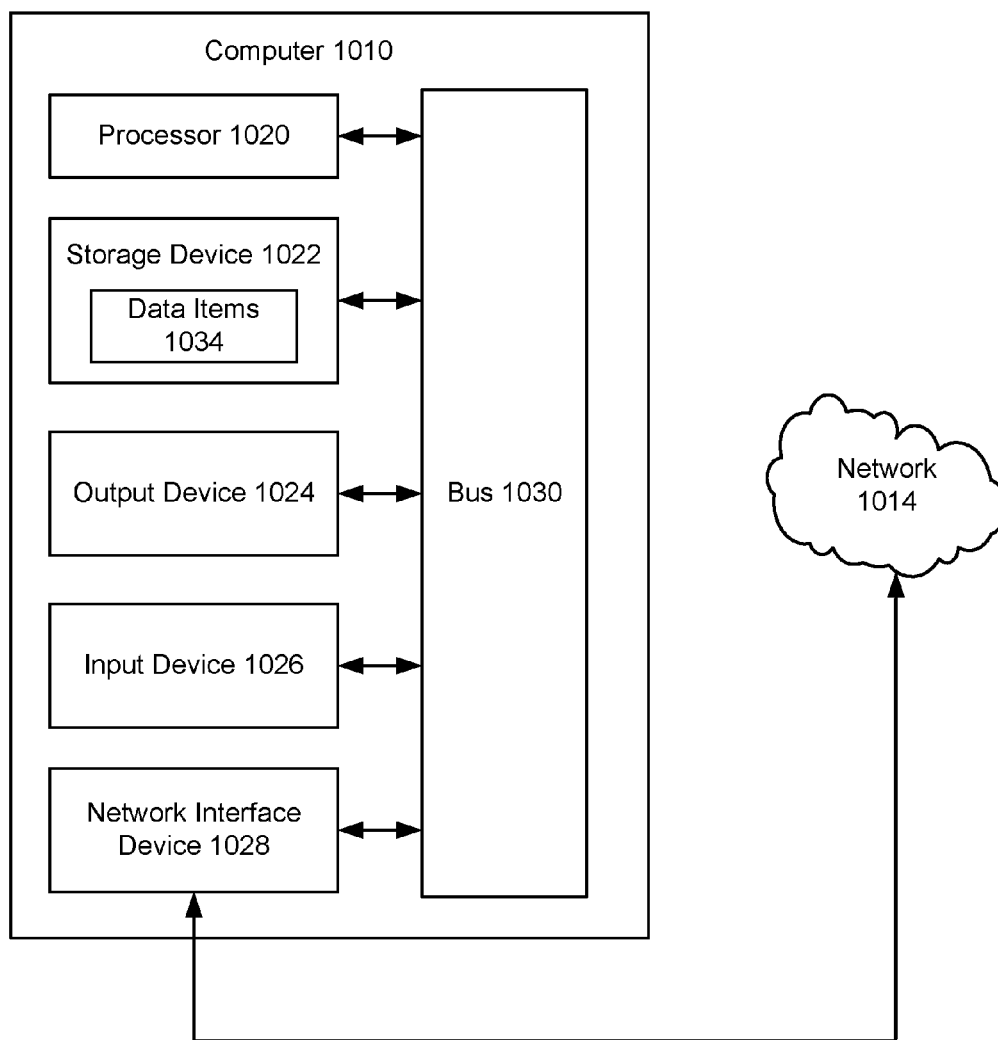 Computer 1010
Processor 1020
Storage Device 1022
Data Items
1034
Output Device 1024
Input Device 1026
Network Interface
Device 1028
Bus 1030
Network
1014